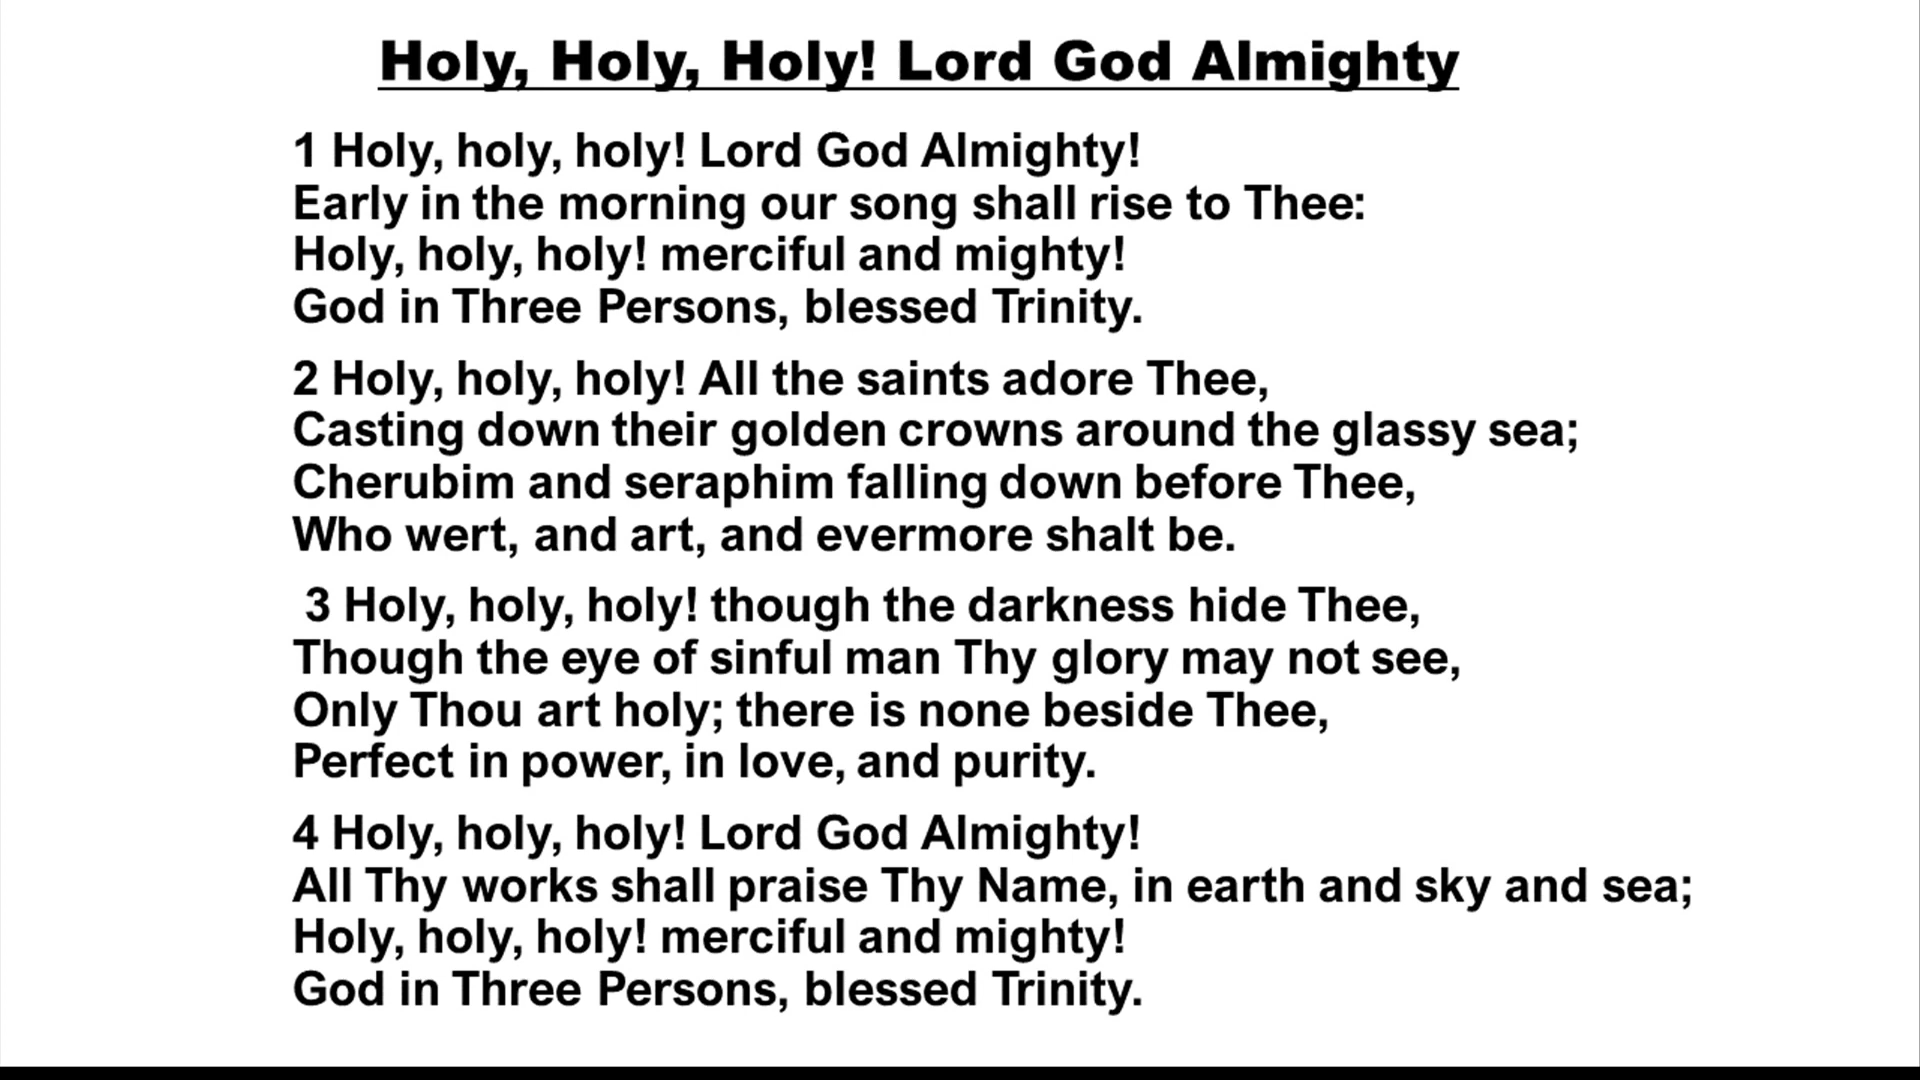 Holy, Holy, Holy! Lord God Almighty
1 Holy, holy, holy! Lord God Almighty!
Early in the morning our song shall rise to Thee:
Holy, holy, holy! merciful and mighty!
God in Three Persons, blessed Trinity.
2 Holy, holy, holy! All the saints adore Thee,
Casting down their golden crowns around the glassy sea;
Cherubim and seraphim falling down before Thee,
Who wert, and art, and evermore shalt be.
3 Holy, holy, holy! though the darkness hide Thee,
Though the eye of sinful man Thy glory may not see,
Only Thou art holy; there is none beside Thee,
Perfect in power, in love, and purity.
4 Holy, holy, holy! Lord God Almighty!
All Thy works shall praise Thy Name, in earth and sky and sea;
Holy, holy, holy! merciful and mighty!
God in Three Persons, blessed Trinity.